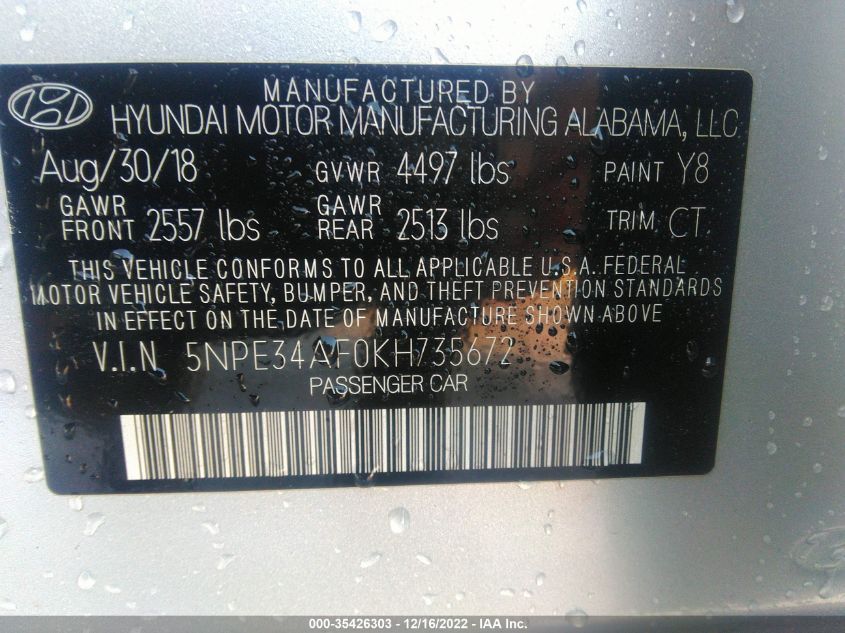 MANUFACTURED BY
HYUNDAI MOTOR MANUFACTURING ALABAMA, LLC
Aug/30/18 GVWR 4497 lbs PAINT Y8
GAWR FRONT 2557 lbs GAWR REAR 2513 lbs TRIM CT
THIS VEHICLE CONFORMS TO ALL APPLICABLE U.S.A. FEDERAL
MOTOR VEHICLE SAFETY, BUMPER, AND THEFT PREVENTION STANDARDS
IN EFFECT ON THE DATE OF MANUFACTURE SHOWN ABOVE
V.I.N 5NPE34AF0KH735672
PASSENGER CAR
000-35426303 - 12/16/2022 - IAA Inc.